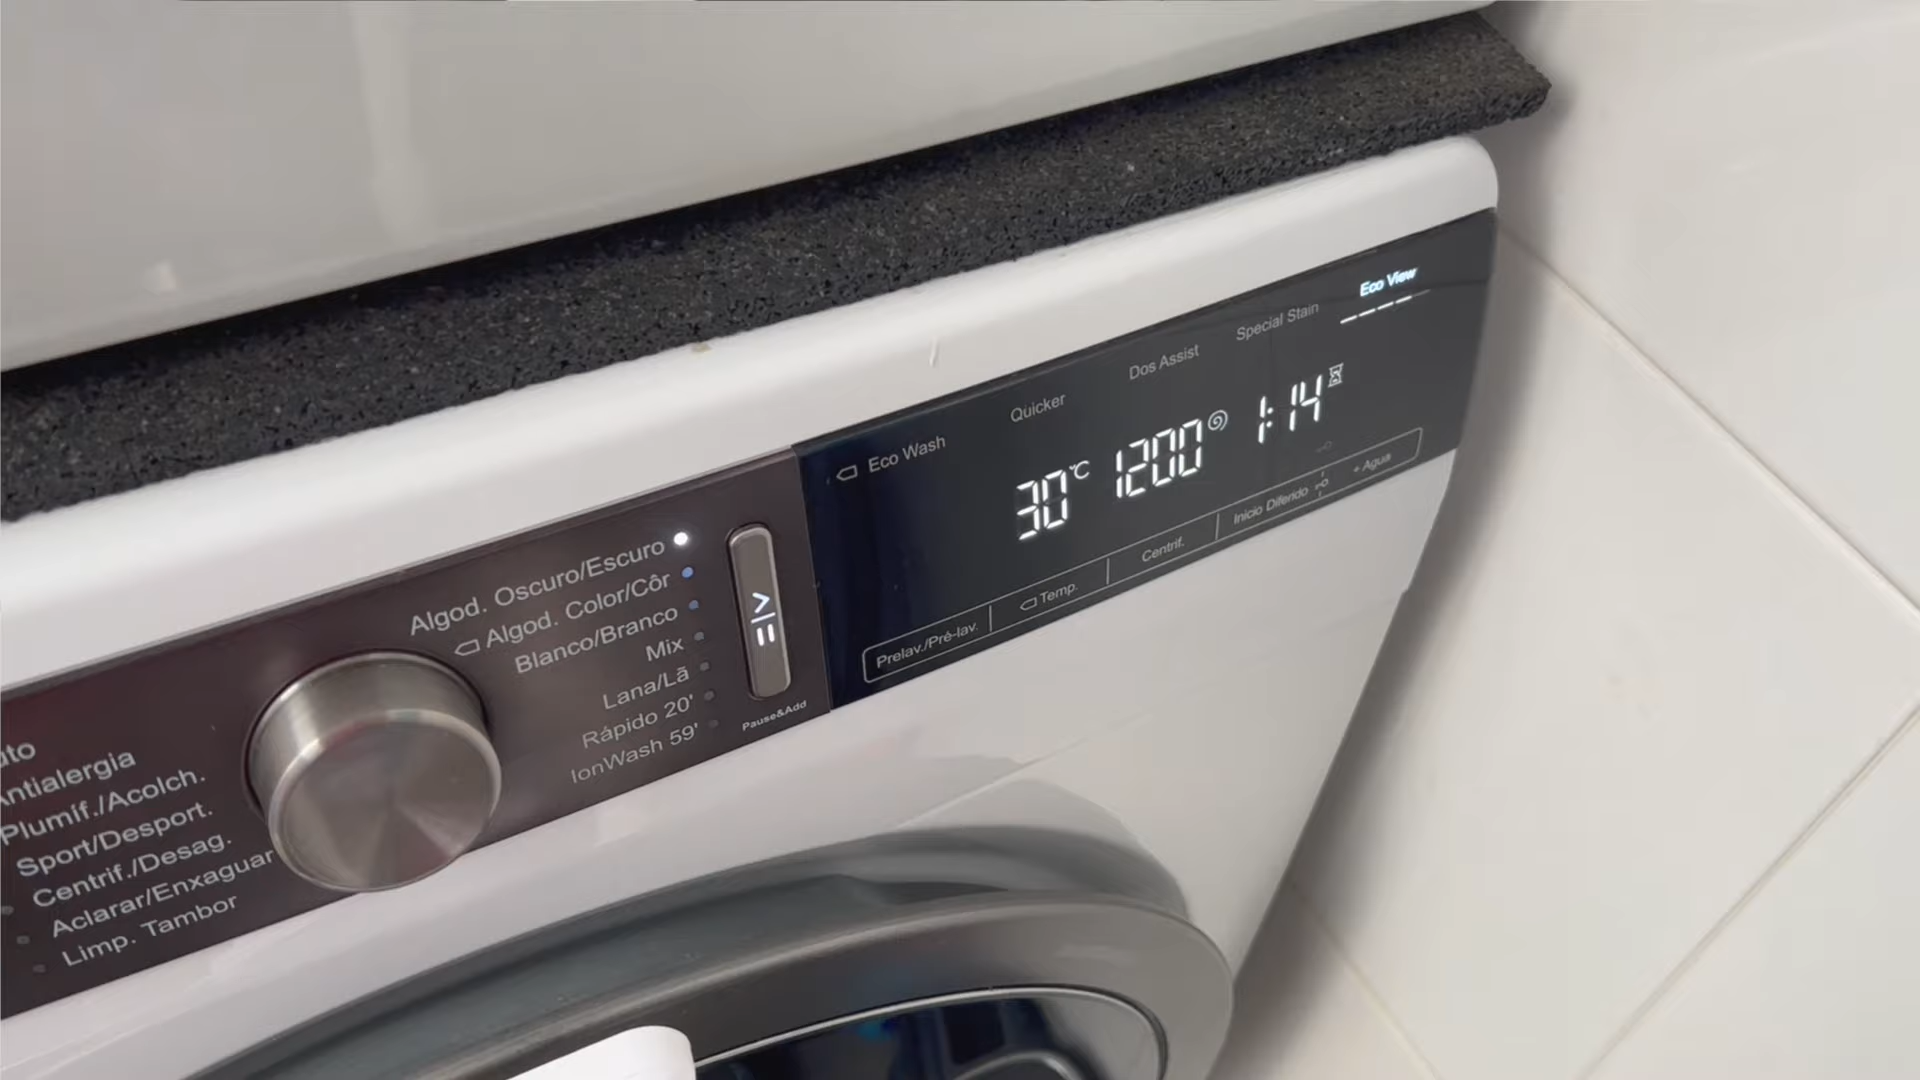 Eco View
Special Stain
Dos Assist
Quicker
Eco Wash
30°C 1200 1:14
Prelav./Pré-lav.
Temp.
Centrif.
Inicio Diferido
+ Agua
Algod. Oscuro/Escuro
Algod. Color/Côr
Blanco/Branco
Mix
Lana/Lã
Rápido 20'
IonWash 59'
Pause&Add
Antialergia
Plumíf./Acolch.
Sport/Desport.
Centrif./Desag.
Aclarar/Enxaguar
Limp. Tambor